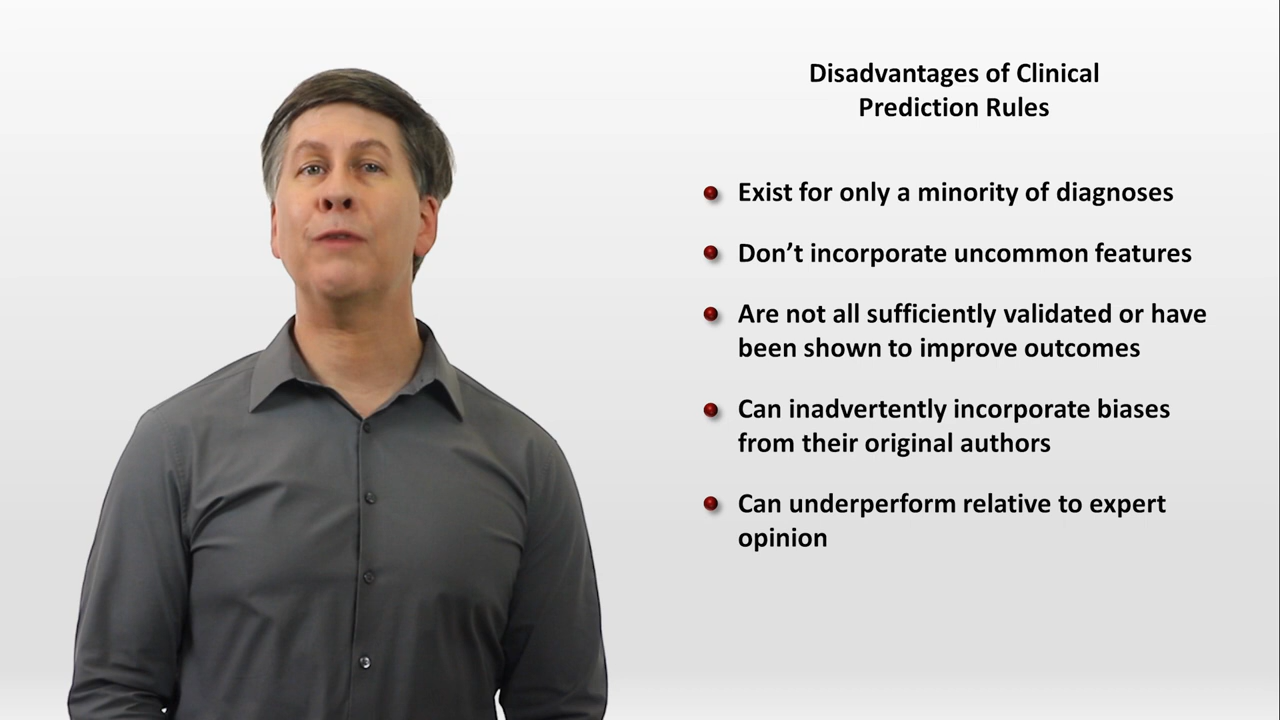 Disadvantages of Clinical
Prediction Rules
Exist for only a minority of diagnoses
Don’t incorporate uncommon features
Are not all sufficiently validated or have
been shown to improve outcomes
Can inadvertently incorporate biases
from their original authors
Can underperform relative to expert
opinion